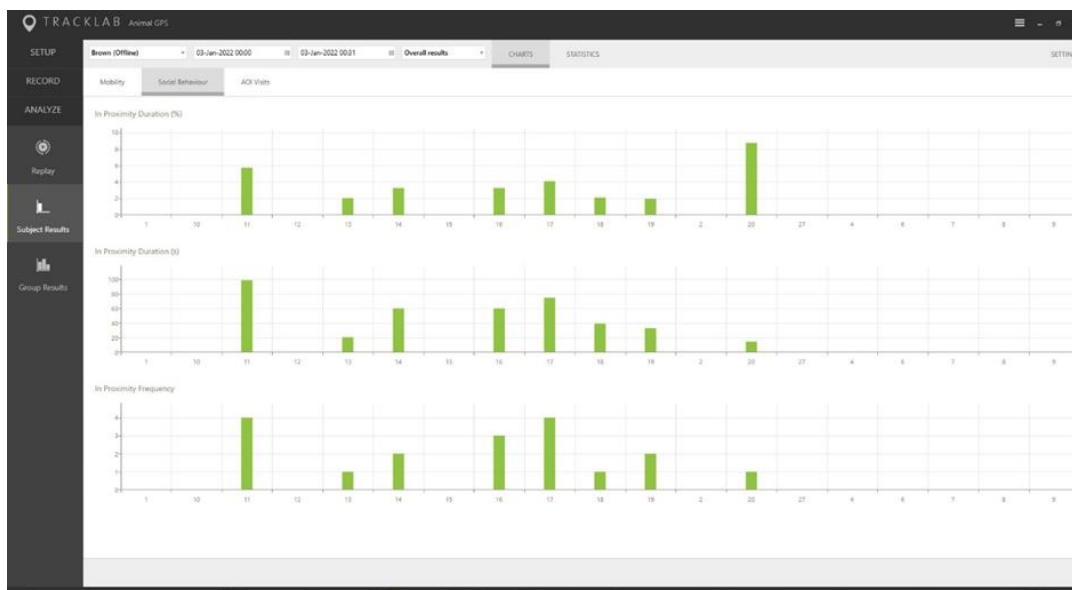 TRACKLAB Animal GPS
SETUP
Brown (Offline) 03-Jan-2022 00:00 03-Jan-2022 00:31 Overall results CHARTS STATISTICS SETTIN
RECORD
Mobility Social Behaviour AOI Visits
ANALYZE
In Proximity Duration (%)
10
8
6
4
2
0
1 10 11 12 13 14 15 16 17 18 19 2 20 27 4 6 7 8 9
Replay
Subject Results
Group Results
In Proximity Duration (s)
100
80
60
40
20
0
1 10 11 12 13 14 15 16 17 18 19 2 20 27 4 6 7 8 9
In Proximity Frequency
4
3
2
1
0
1 10 11 12 13 14 15 16 17 18 19 2 20 27 4 6 7 8 9